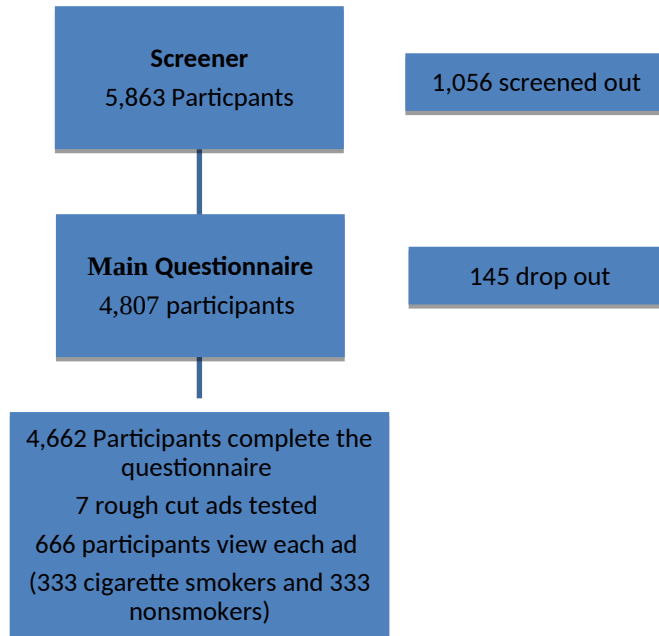 Screener
5,863 Particpants
1,056 screened out
Main Questionnaire
4,807 participants
145 drop out
4,662 Participants complete the
questionnaire
7 rough cut ads tested
666 participants view each ad
(333 cigarette smokers and 333
nonsmokers)